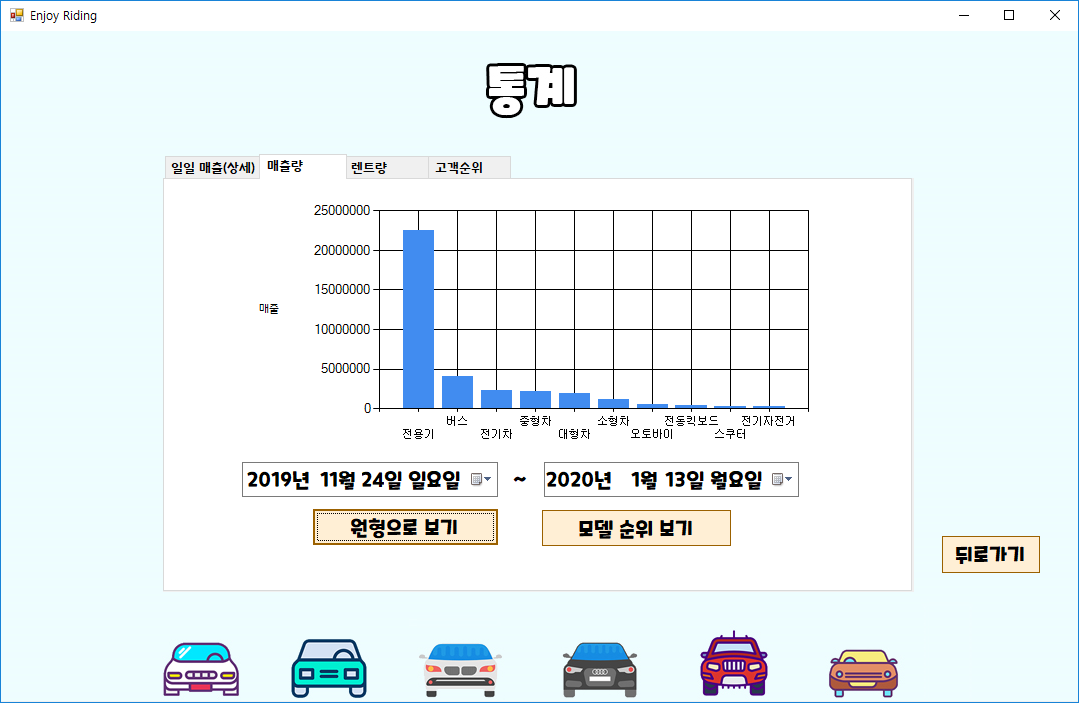 Enjoy Riding
통계
일일 매출(상세) 매출량 렌트량 고객순위
25000000
20000000
15000000
매출
10000000
5000000
0
버스 중형차 소형차 전동킥보드 전기자전거
전용기 전기차 대형차 오토바이 스쿠터
2019년 11월 24일 일요일 ~ 2020년 1월 13일 월요일
원형으로 보기 모델 순위 보기
뒤로가기